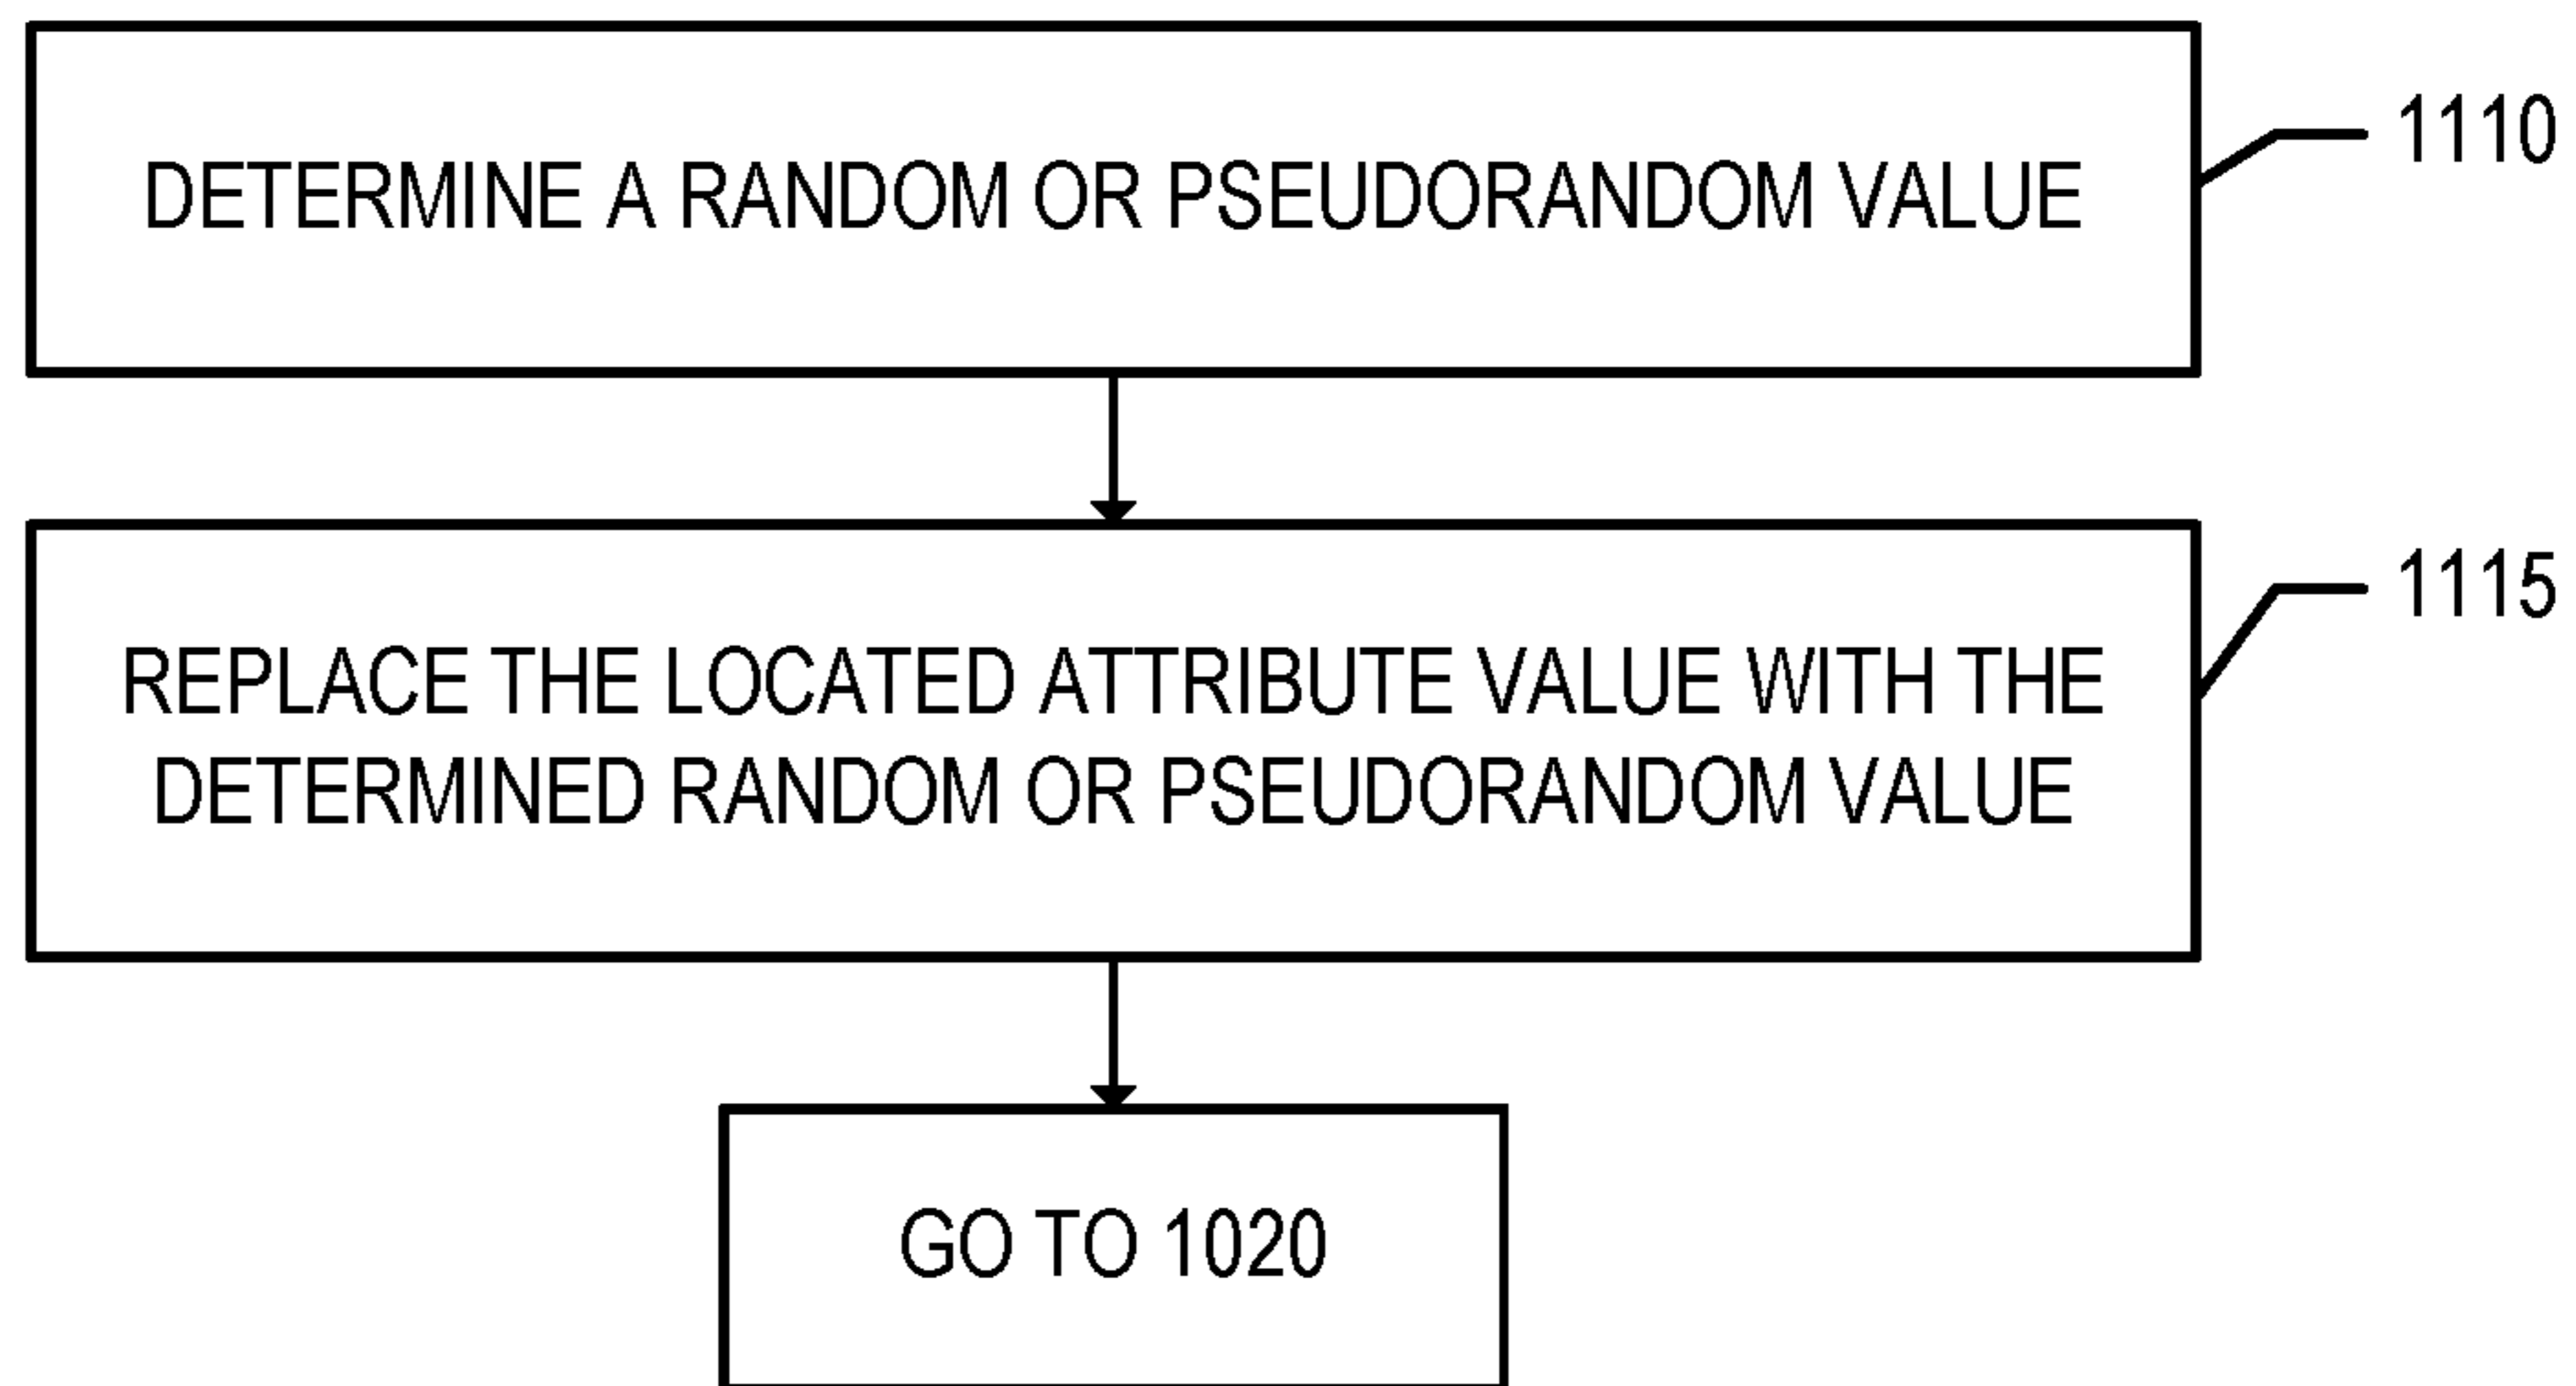 DETERMINE A RANDOM OR PSEUDORANDOM VALUE
1110
REPLACE THE LOCATED ATTRIBUTE VALUE WITH THE
DETERMINED RANDOM OR PSEUDORANDOM VALUE
1115
GO TO 1020